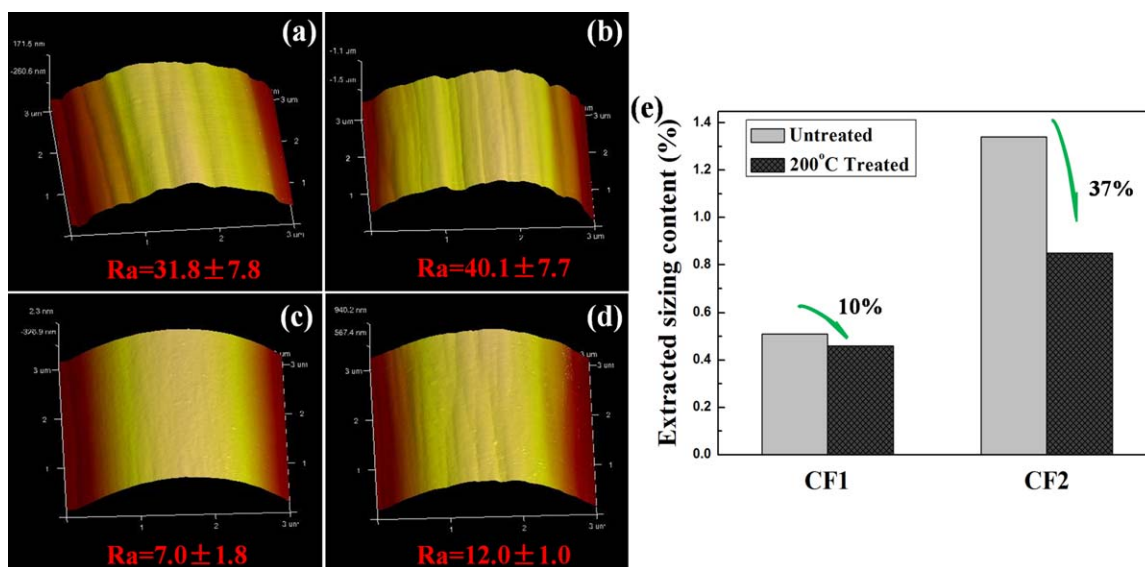 (a)
171.5 nm
-260.6 nm
3 um
2
1
3 um
2
1
1
2
3 um
Ra=31.8±7.8
(b)
-1.1 um
-1.5 um
3 um
2
1
3 um
2
1
1
2
3 um
Ra=40.1±7.7
(c)
2.3 nm
-320.9 nm
3 um
2
1
3 um
2
1
1
2
Ra=7.0±1.8
(d)
940.2 nm
567.4 nm
3 um
2
1
3 um
2
1
1
2
Ra=12.0±1.0
(e)
Extracted sizing content (%)
1.4
1.2
1.0
0.8
0.6
0.4
0.2
0.0
Untreated
200°C Treated
10%
37%
CF1
CF2